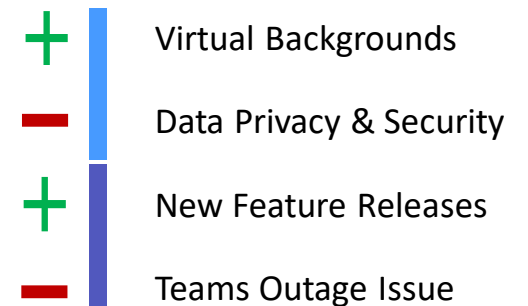 + Virtual Backgrounds
− Data Privacy & Security
+ New Feature Releases
− Teams Outage Issue